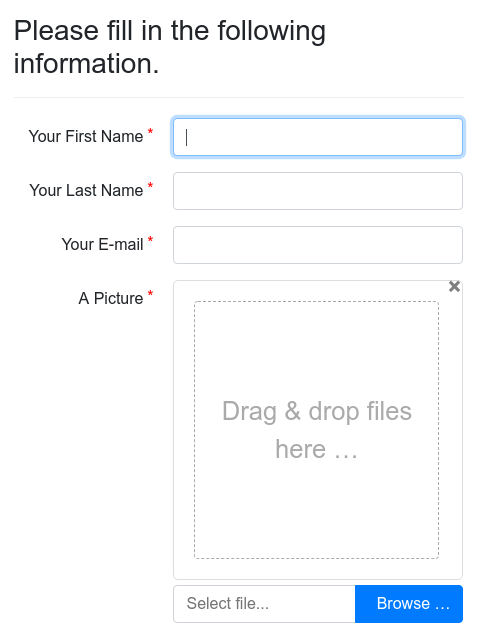 Please fill in the following
information.
Your First Name *
Your Last Name *
Your E-mail *
A Picture *
×
Drag & drop files
here …
Select file...
Browse …